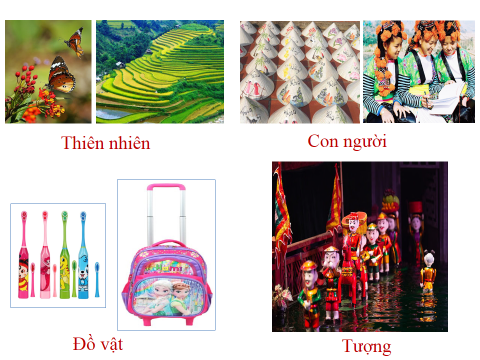 Thiên nhiên
Con người
Đồ vật
Tượng